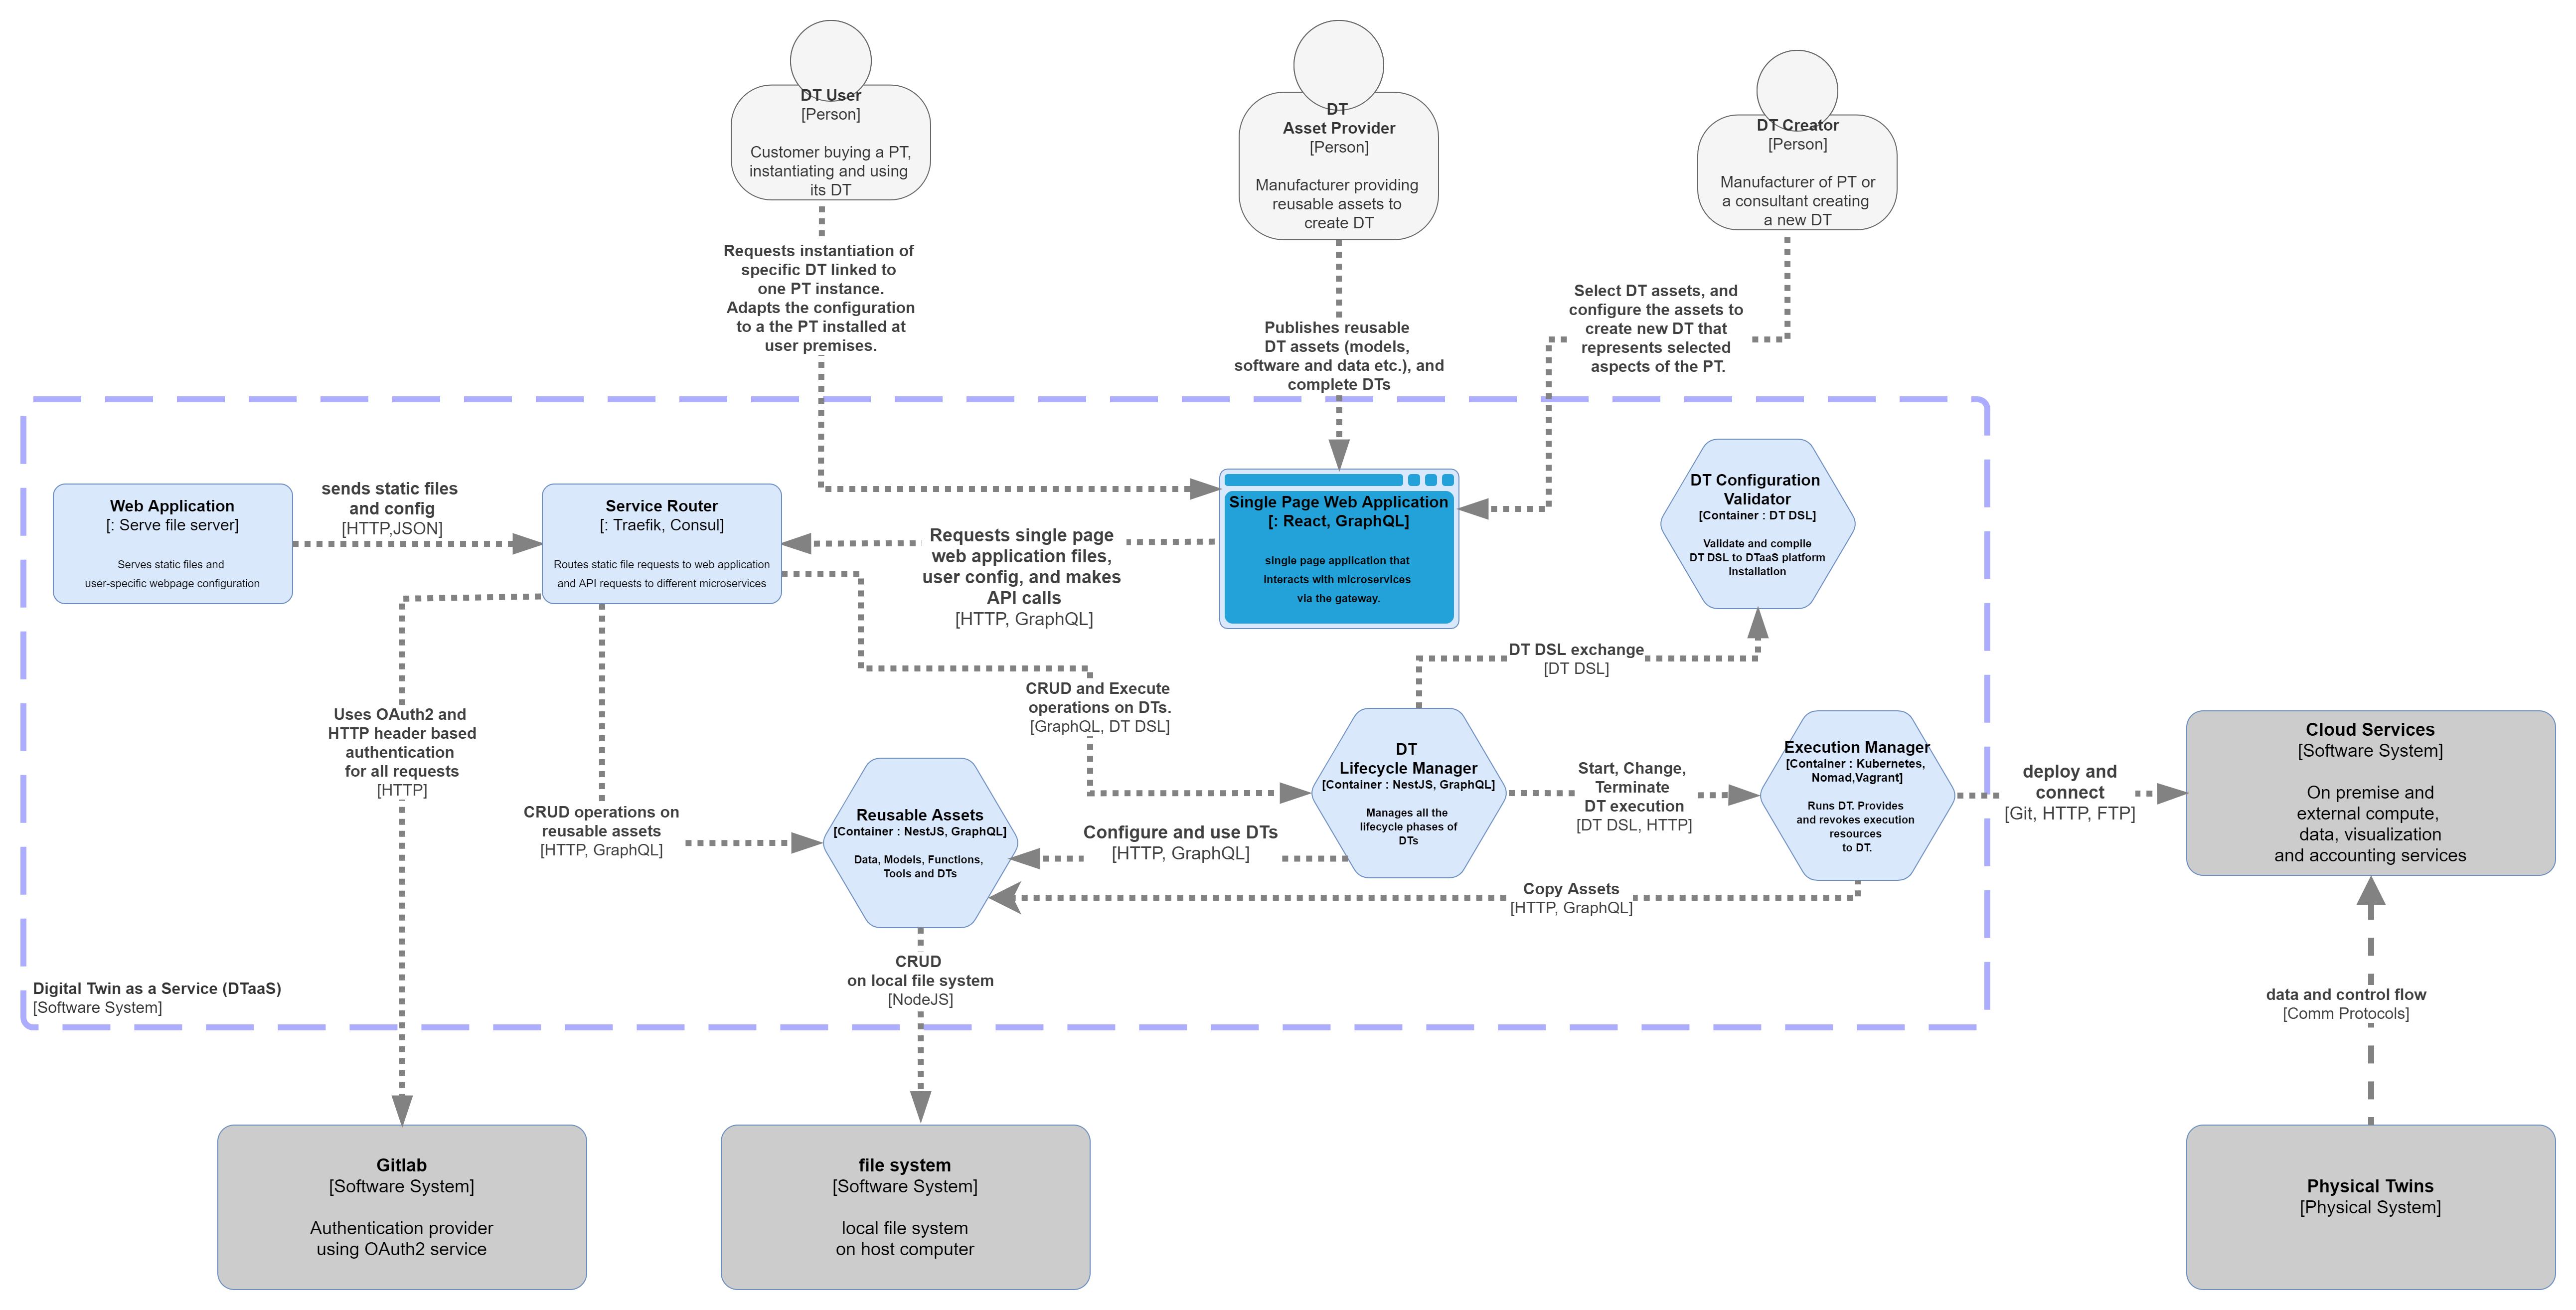 DT User
[Person]
Customer buying a PT,
instantiating and using
its DT
DT
Asset Provider
[Person]
Manufacturer providing
reusable assets to
create DT
DT Creator
[Person]
Manufacturer of PT or
a consultant creating
a new DT
Requests instantiation of
specific DT linked to
one PT instance.
Adapts the configuration
to a the PT installed at
user premises.
Publishes reusable
DT assets (models,
software and data etc.), and
complete DTs
Select DT assets, and
configure the assets to
create new DT that
represents selected
aspects of the PT.
Web Application
[: Serve file server]
Serves static files and
user-specific webpage configuration
sends static files
and config
[HTTP,JSON]
Service Router
[: Traefik, Consul]
Routes static file requests to web application
and API requests to different microservices
Requests single page
web application files,
user config, and makes
API calls
[HTTP, GraphQL]
Single Page Web Application
[: React, GraphQL]
single page application that
interacts with microservices
via the gateway.
DT Configuration
Validator
[Container : DT DSL]
Validate and compile
DT DSL to DTaaS platform
installation
DT DSL exchange
[DT DSL]
CRUD and Execute
operations on DTs.
[GraphQL, DT DSL]
Uses OAuth2 and
HTTP header based
authentication
for all requests
[HTTP]
CRUD operations on
reusable assets
[HTTP, GraphQL]
Reusable Assets
[Container : NestJS, GraphQL]
Data, Models, Functions,
Tools and DTs
Configure and use DTs
[HTTP, GraphQL]
DT
Lifecycle Manager
[Container : NestJS, GraphQL]
Manages all the
lifecycle phases of
DTs
Start, Change,
Terminate
DT execution
[DT DSL, HTTP]
Execution Manager
[Container : Kubernetes,
Nomad,Vagrant]
Runs DT. Provides
and revokes execution
resources
to DT.
deploy and
connect
[Git, HTTP, FTP]
Cloud Services
[Software System]
On premise and
external compute,
data, visualization
and accounting services
Copy Assets
[HTTP, GraphQL]
CRUD
on local file system
[NodeJS]
Digital Twin as a Service (DTaaS)
[Software System]
data and control flow
[Comm Protocols]
Gitlab
[Software System]
Authentication provider
using OAuth2 service
file system
[Software System]
local file system
on host computer
Physical Twins
[Physical System]